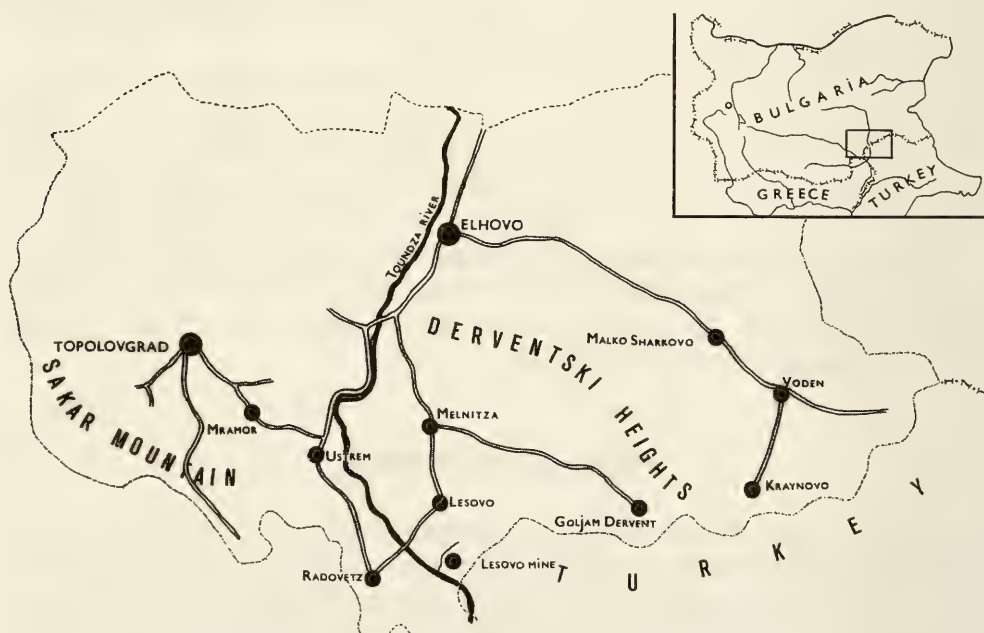 BULGARIA
GREECE
TURKEY
TOUNDZA RIVER
ELHOVO
DERVENTSKI HEIGHTS
MALKO SHARKOVO
TOPOLOVGRAD
SAKAR MOUNTAIN
VODEN
MRAMOR
MELNITZA
USTREM
KRAYNOVO
LESOVO
GOLJAM DERVENT
RADOVETZ
LESOVO MINE
TURKEY